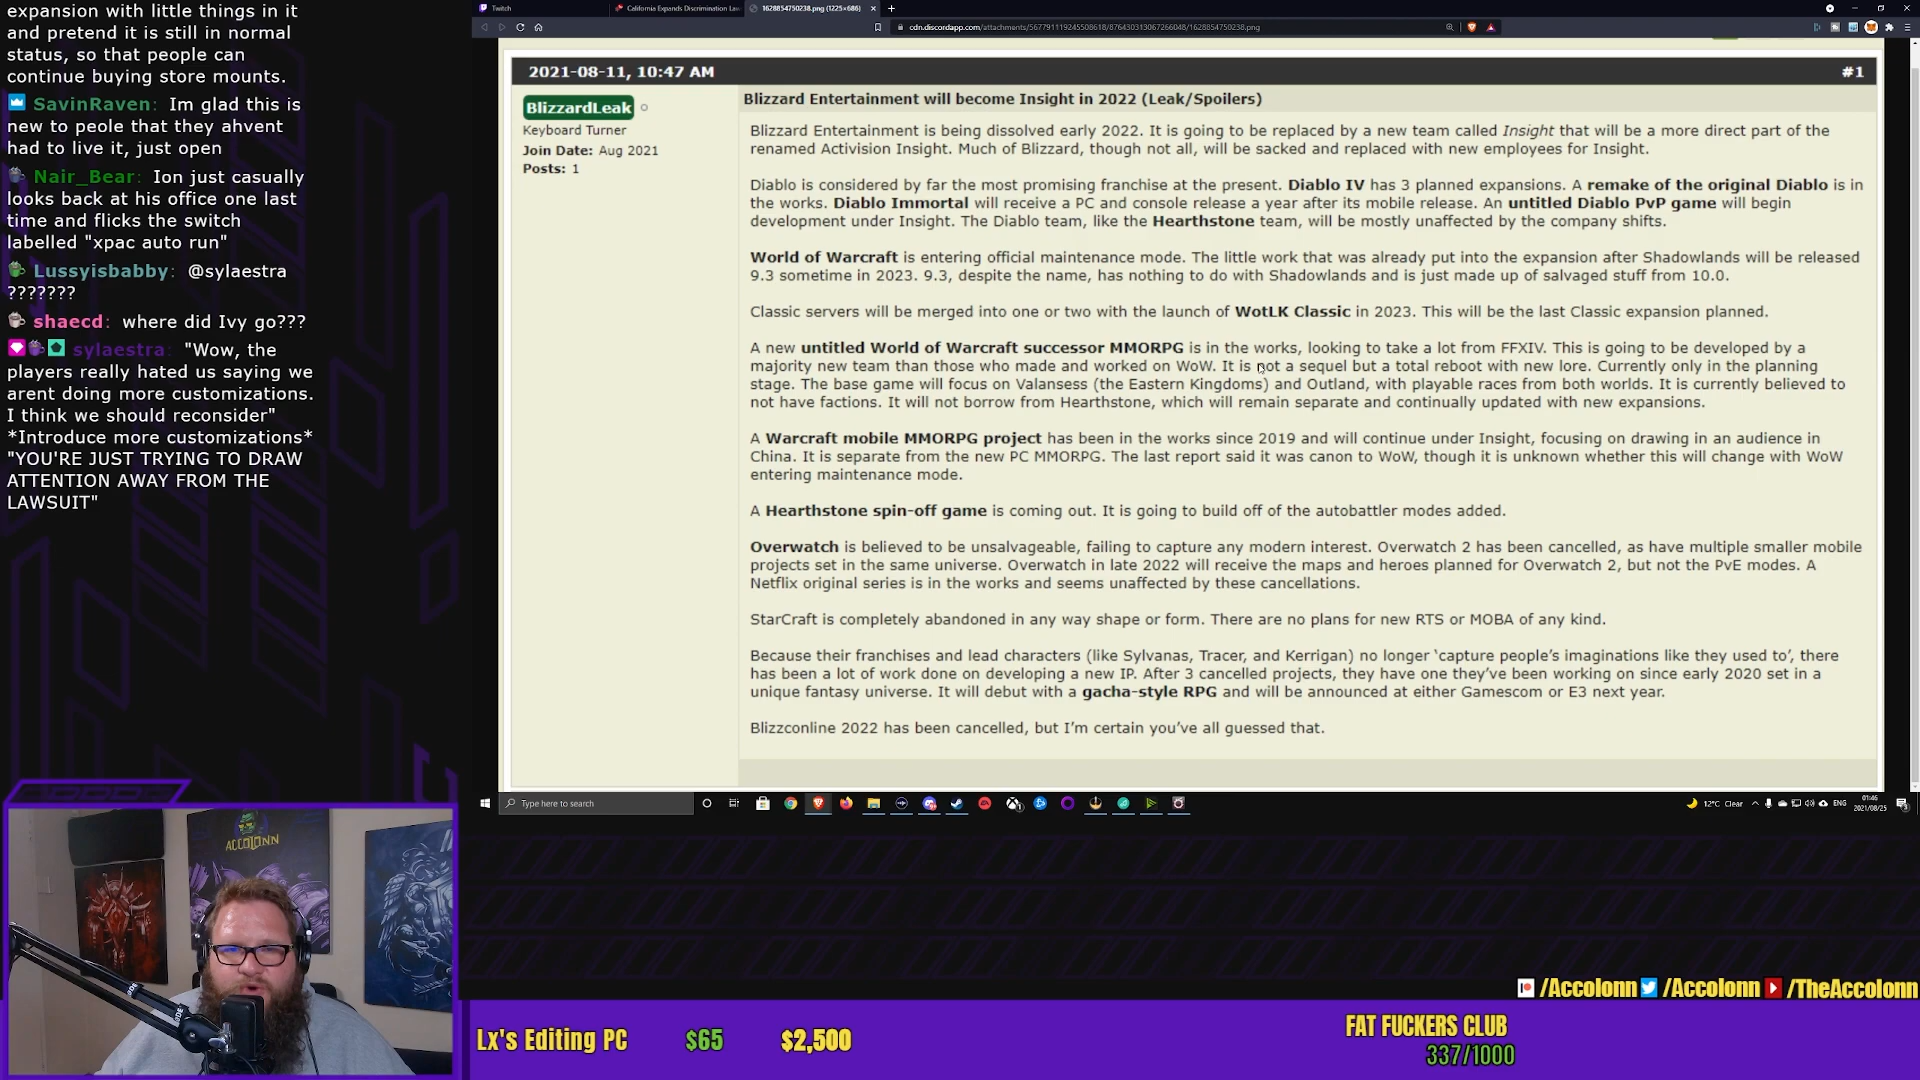 expansion with little things in it
and pretend it is still in normal
status, so that people can
continue buying store mounts.
SavinRaven: Im glad this is
new to peole that they ahvent
had to live it, just open
Nair_Bear: Ion just casually
looks back at his office one last
time and flicks the switch
labelled "xpac auto run"
Lussyisbabby: @sylaestra
???????
shaecd: where did Ivy go???
sylaestra: "Wow, the
players really hated us saying we
arent doing more customizations.
I think we should reconsider"
*Introduce more customizations*
"YOU'RE JUST TRYING TO DRAW
ATTENTION AWAY FROM THE
LAWSUIT"
Twitch
California Expands Discrimination Law
1628854750238.png (1225×686)
cdn.discordapp.com/attachments/567791119245508618/876430313067266048/1628854750238.png
2021-08-11, 10:47 AM
#1
BlizzardLeak
Keyboard Turner
Join Date: Aug 2021
Posts: 1
Blizzard Entertainment will become Insight in 2022 (Leak/Spoilers)
Blizzard Entertainment is being dissolved early 2022. It is going to be replaced by a new team called Insight that will be a more direct part of the
renamed Activision Insight. Much of Blizzard, though not all, will be sacked and replaced with new employees for Insight.
Diablo is considered by far the most promising franchise at the present. Diablo IV has 3 planned expansions. A remake of the original Diablo is in
the works. Diablo Immortal will receive a PC and console release a year after its mobile release. An untitled Diablo PvP game will begin
development under Insight. The Diablo team, like the Hearthstone team, will be mostly unaffected by the company shifts.
World of Warcraft is entering official maintenance mode. The little work that was already put into the expansion after Shadowlands will be released
9.3 sometime in 2023. 9.3, despite the name, has nothing to do with Shadowlands and is just made up of salvaged stuff from 10.0.
Classic servers will be merged into one or two with the launch of WotLK Classic in 2023. This will be the last Classic expansion planned.
A new untitled World of Warcraft successor MMORPG is in the works, looking to take a lot from FFXIV. This is going to be developed by a
majority new team than those who made and worked on WoW. It is not a sequel but a total reboot with new lore. Currently only in the planning
stage. The base game will focus on Valansess (the Eastern Kingdoms) and Outland, with playable races from both worlds. It is currently believed to
not have factions. It will not borrow from Hearthstone, which will remain separate and continually updated with new expansions.
A Warcraft mobile MMORPG project has been in the works since 2019 and will continue under Insight, focusing on drawing in an audience in
China. It is separate from the new PC MMORPG. The last report said it was canon to WoW, though it is unknown whether this will change with WoW
entering maintenance mode.
A Hearthstone spin-off game is coming out. It is going to build off of the autobattler modes added.
Overwatch is believed to be unsalvageable, failing to capture any modern interest. Overwatch 2 has been cancelled, as have multiple smaller mobile
projects set in the same universe. Overwatch in late 2022 will receive the maps and heroes planned for Overwatch 2, but not the PvE modes. A
Netflix original series is in the works and seems unaffected by these cancellations.
StarCraft is completely abandoned in any way shape or form. There are no plans for new RTS or MOBA of any kind.
Because their franchises and lead characters (like Sylvanas, Tracer, and Kerrigan) no longer ‘capture people’s imaginations like they used to’, there
has been a lot of work done on developing a new IP. After 3 cancelled projects, they have one they’ve been working on since early 2020 set in a
unique fantasy universe. It will debut with a gacha-style RPG and will be announced at either Gamescom or E3 next year.
Blizzconline 2022 has been cancelled, but I’m certain you’ve all guessed that.
Type here to search
12°C Clear
ENG
01:46
2021/08/25
ACCOLONN
/Accolonn /Accolonn /TheAccolonn
Lx's Editing PC $65 $2,500
FAT FUCKERS CLUB
337/1000